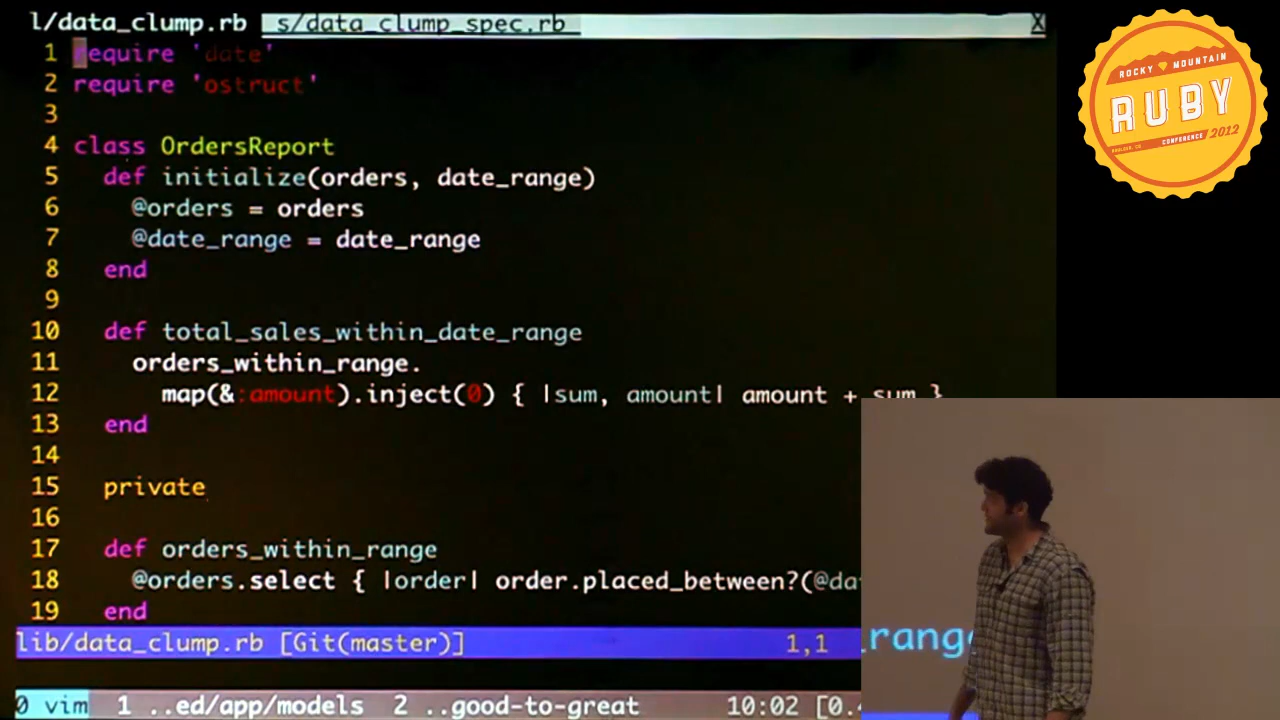 l/data_clump.rb s/data_clump_spec.rb X
1 require 'date'
2 require 'ostruct'
3
4 class OrdersReport
5 def initialize(orders, date_range)
6 @orders = orders
7 @date_range = date_range
8 end
9
10 def total_sales_within_date_range
11 orders_within_range.
12 map(&:amount).inject(0) { |sum, amount| amount + sum }
13 end
14
15 private
16
17 def orders_within_range
18 @orders.select { |order| order.placed_between?(@da
19 end
lib/data_clump.rb [Git(master)] 1,1
0 vim 1 ..ed/app/models 2 ..good-to-great 10:02 [0.
ROCKY MOUNTAIN
RUBY
CONFERENCE 2012
BOULDER, CO